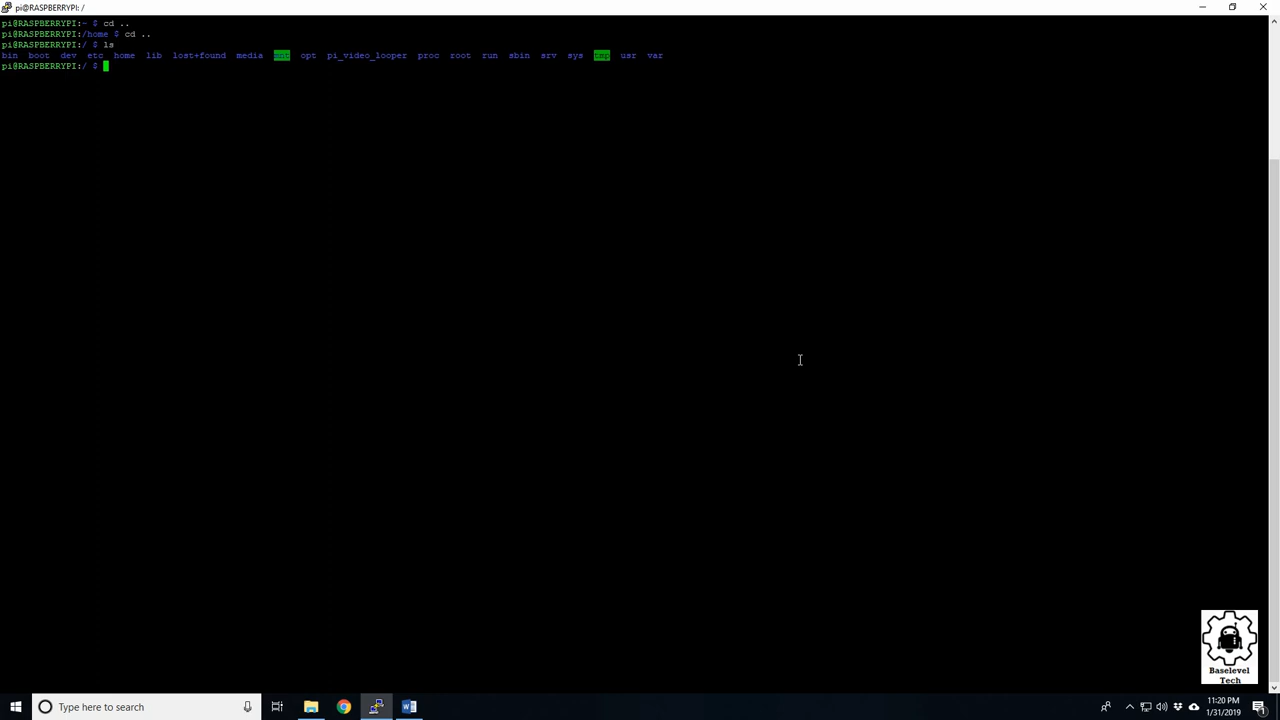 pi@RASPBERRYPI: /
pi@RASPBERRYPI:~ $ cd ..
pi@RASPBERRYPI:/home $ cd ..
pi@RASPBERRYPI:/ $ ls
bin boot dev etc home lib lost+found media mnt opt pi_video_looper proc root run sbin srv sys tmp usr var
pi@RASPBERRYPI:/ $
Baselevel
Tech
Type here to search
11:20 PM
1/31/2019
1